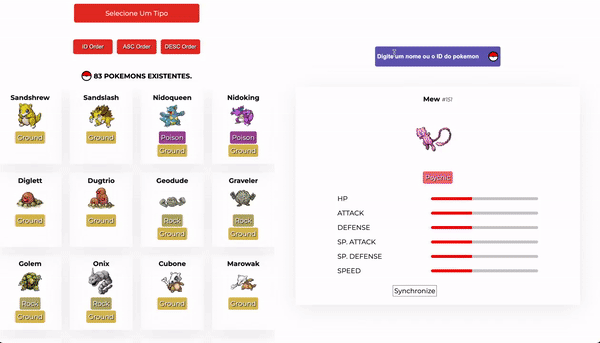 Selecione Um Tipo
ID Order
ASC Order
DESC Order
83 POKEMONS EXISTENTES.
Sandshrew
Sandslash
Nidoqueen
Nidoking
Ground
Ground
Poison
Poison
Ground
Ground
Diglett
Dugtrio
Geodude
Graveler
Ground
Ground
Rock
Rock
Ground
Ground
Golem
Onix
Cubone
Marowak
Rock
Rock
Ground
Ground
Ground
Ground
Digite um nome ou o ID do pokemon
Mew #151
Psychic
HP
ATTACK
DEFENSE
SP. ATTACK
SP. DEFENSE
SPEED
Synchronize